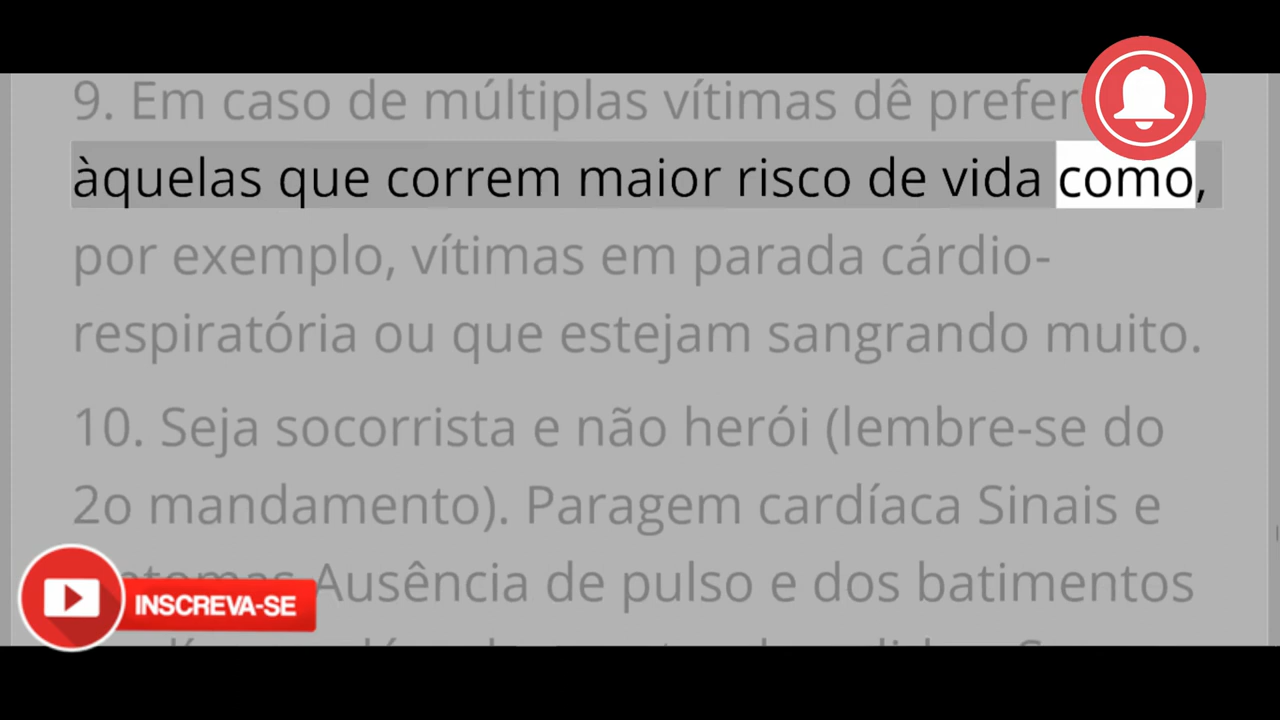 9. Em caso de múltiplas vítimas dê
àquelas que correm maior risco de vida como,
por exemplo, vítimas em parada cárdio-
respiratória ou que estejam sangrando muito.
10. Seja socorrista e não herói (lembre-se do
2o mandamento). Paragem cardíaca Sinais e
Ausência de pulso e dos batimentos
INSCREVA-SE